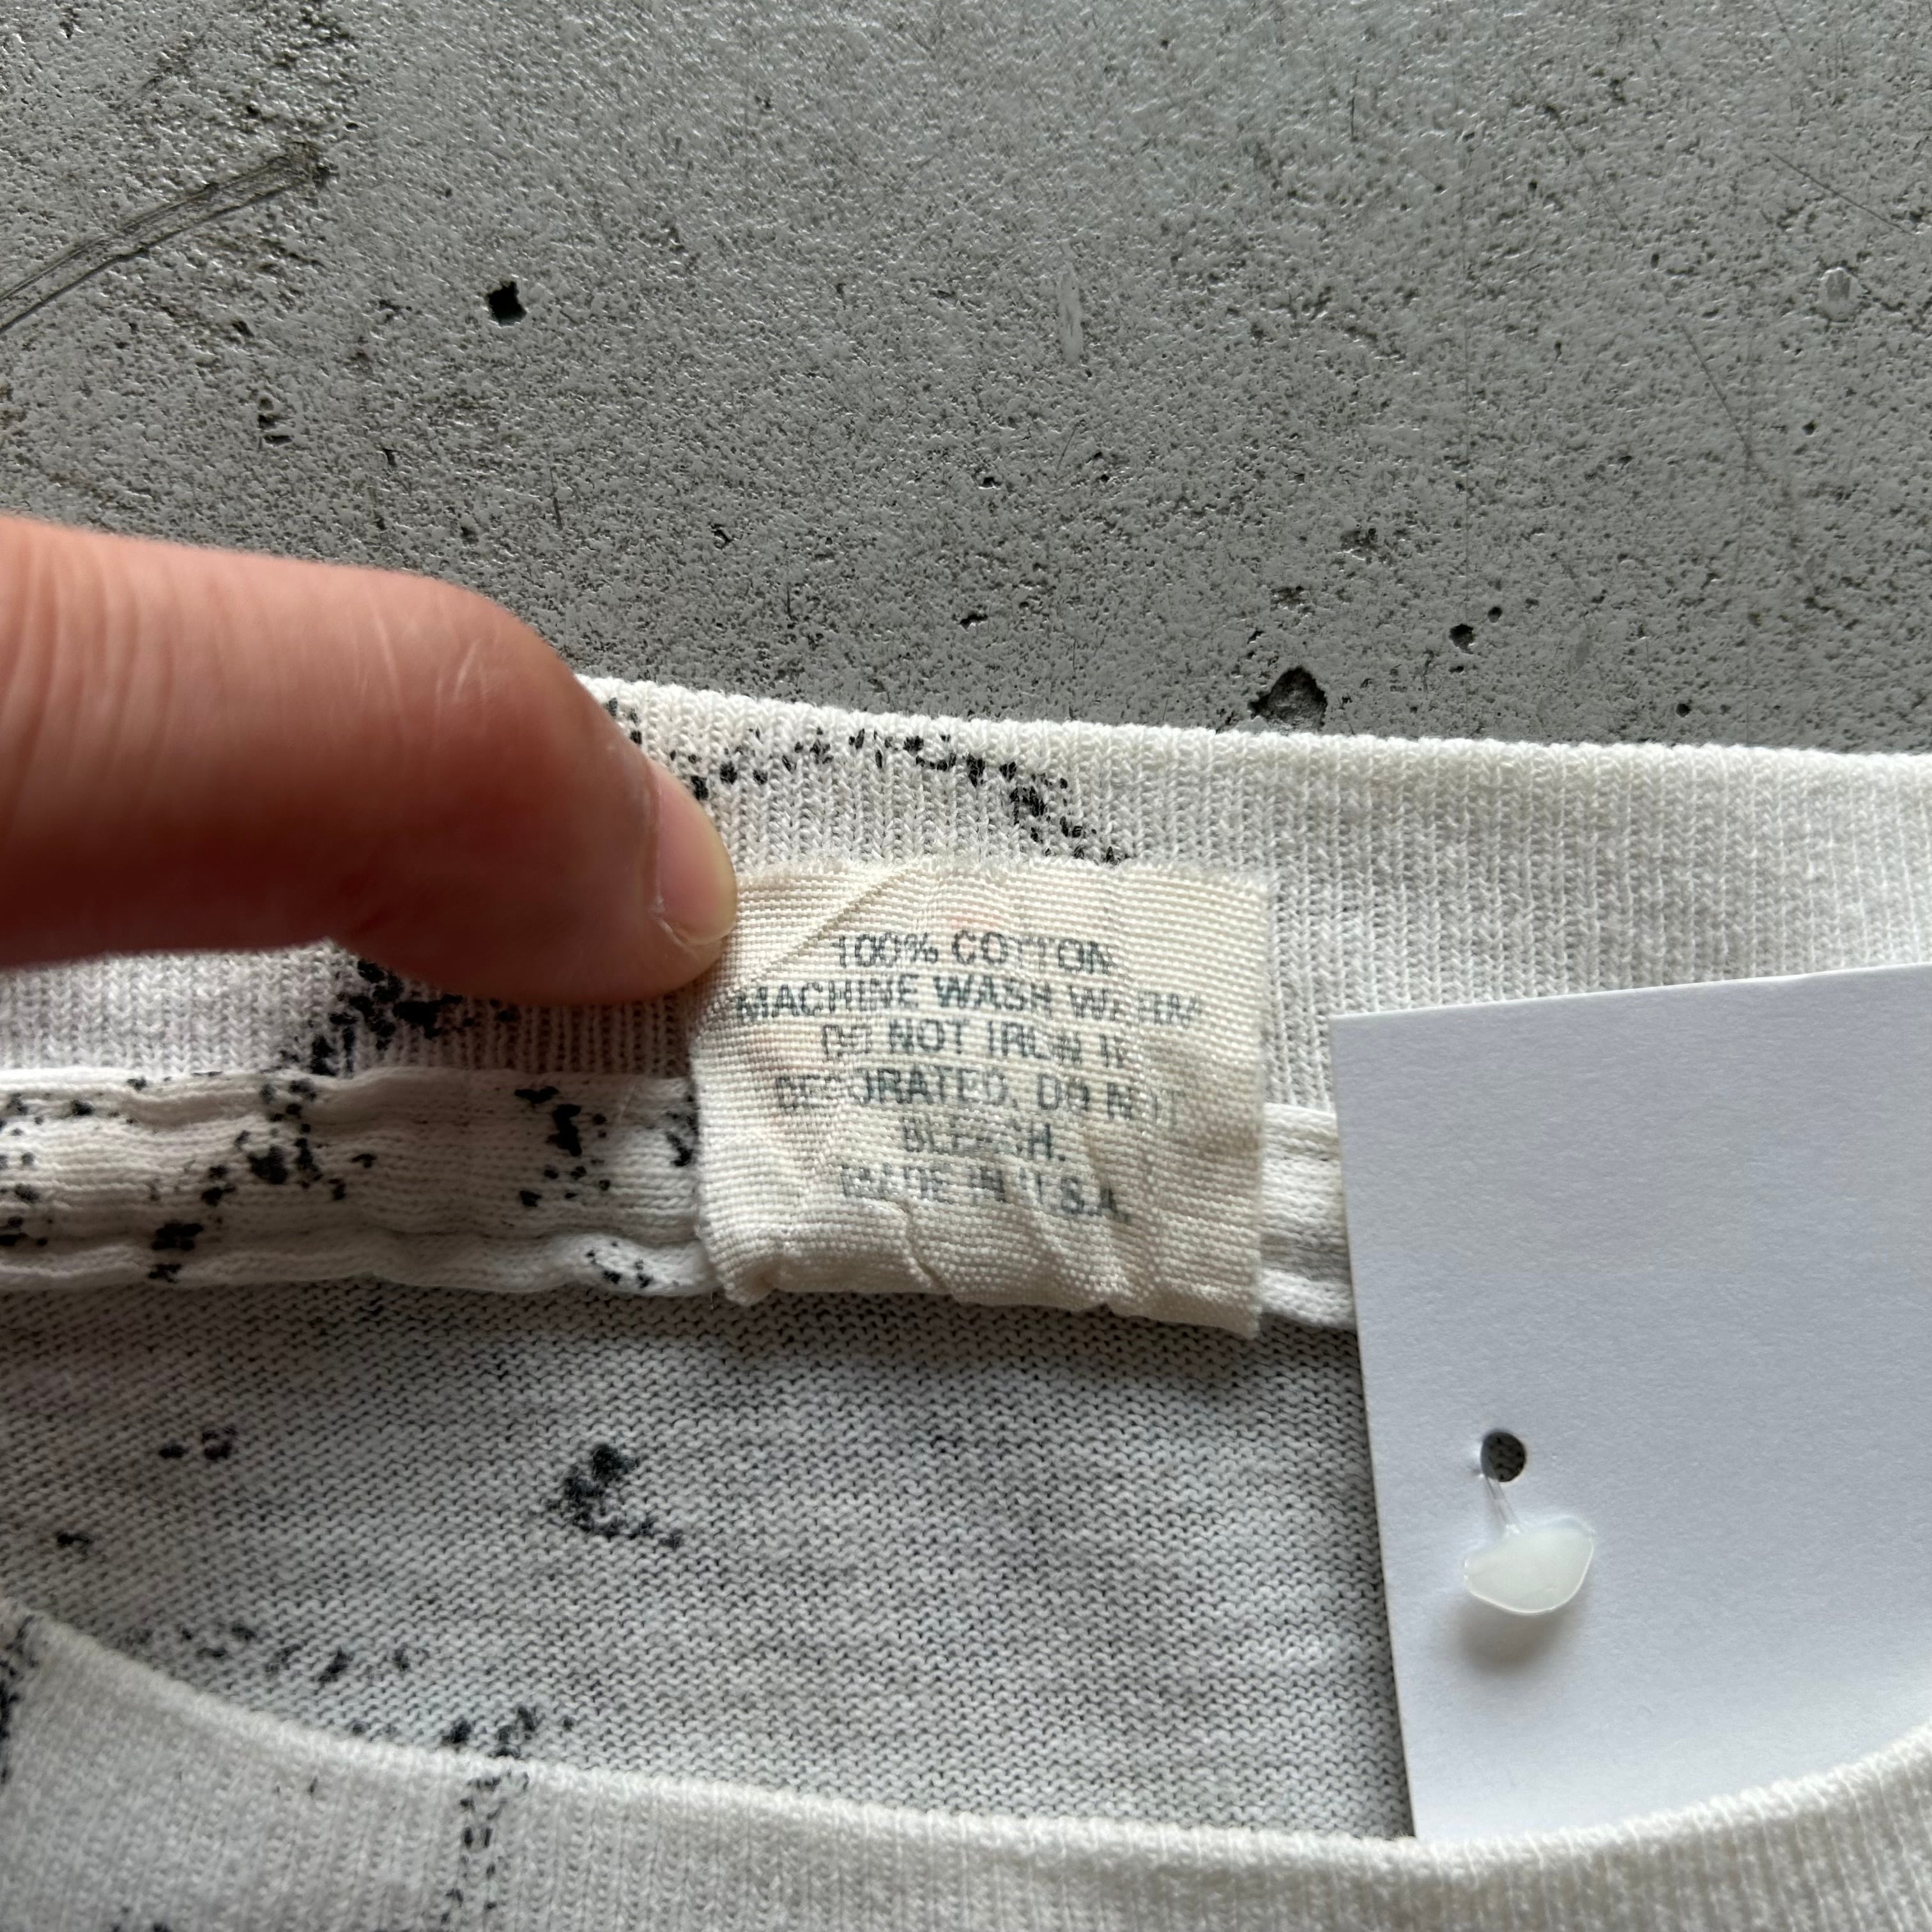 100% COTTON
MACHINE WASH WARM
DO NOT IRON IF
DECORATED. DO NOT
BLEACH.
MADE IN U.S.A.